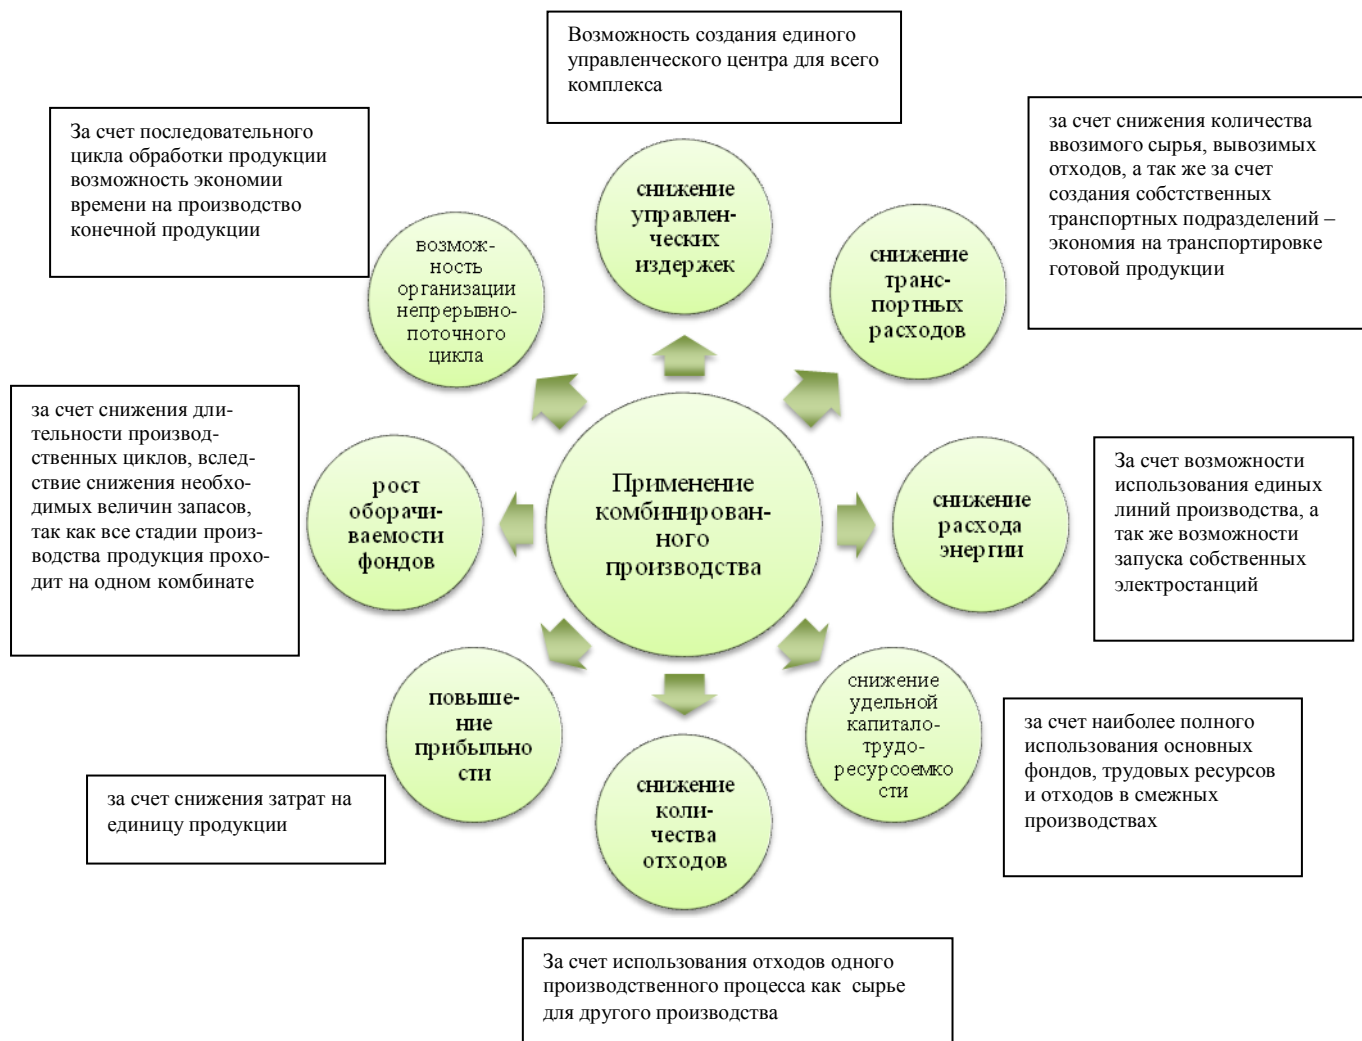 Возможность создания единого
управленческого центра для всего
комплекса
За счет последовательного
цикла обработки продукции
возможность экономии
времени на производство
конечной продукции
за счет снижения количества
ввозимого сырья, вывозимых
отходов, а так же за счет
создания собстственных
транспортных подразделений –
экономия на транспортировке
готовой продукции
снижение
управлен-
ческих
издержек
возмож-
ность
организации
непрерывно-
поточного
цикла
снижение
транс-
портных
расходов
за счет снижения дли-
тельности производ-
ственных циклов, вслед-
ствие снижения необхо-
димых величин запасов,
так как все стадии произ-
водства продукция прохо-
дит на одном комбинате
рост
оборачи-
ваемости
фондов
Применение
комбинирован-
ного
производства
снижение
расхода
энергии
За счет возможности
использования единых
линий производства, а
так же возможности
запуска собственных
электростанций
повыше-
ние
прибыльно
сти
снижение
удельной
капитало-
трудо-
ресурсоемко
сти
за счет наиболее полного
использования основных
фондов, трудовых ресурсов
и отходов в смежных
производствах
за счет снижения затрат на
единицу продукции
снижение
коли-
чества
отходов
За счет использования отходов одного
производственного процесса как сырье
для другого производства